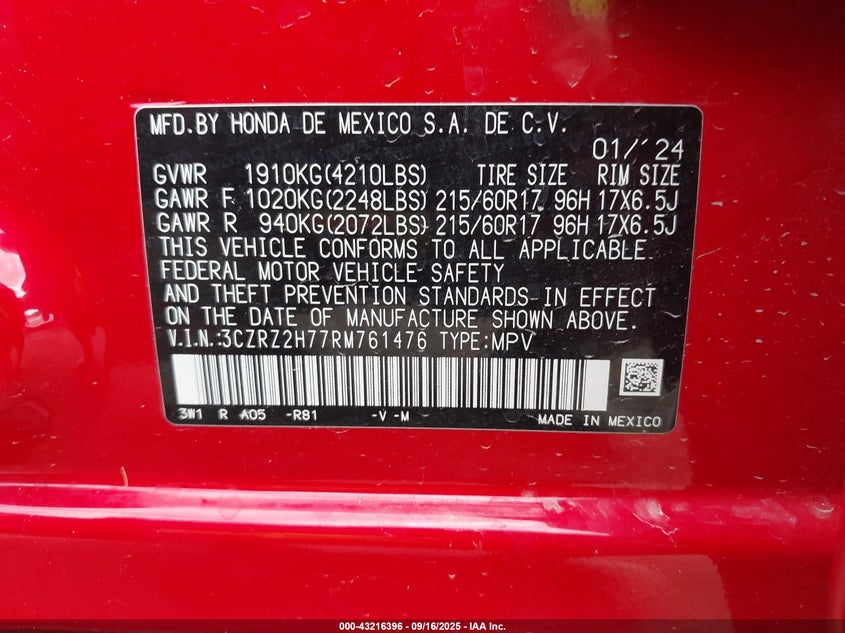 MFD.BY HONDA DE MEXICO S.A. DE C.V.
01/'24
GVWR 1910KG(4210LBS) TIRE SIZE RIM SIZE
GAWR F 1020KG(2248LBS) 215/60R17 96H 17X6.5J
GAWR R 940KG(2072LBS) 215/60R17 96H 17X6.5J
THIS VEHICLE CONFORMS TO ALL APPLICABLE
FEDERAL MOTOR VEHICLE SAFETY
AND THEFT PREVENTION STANDARDS IN EFFECT
ON THE DATE OF MANUFACTURE SHOWN ABOVE.
V.I.N.:3CZRZ2H77RM761476 TYPE:MPV
3W1 R A05 -R81 -V -M
MADE IN MEXICO
000-43216396 - 09/16/2025 - IAA Inc.